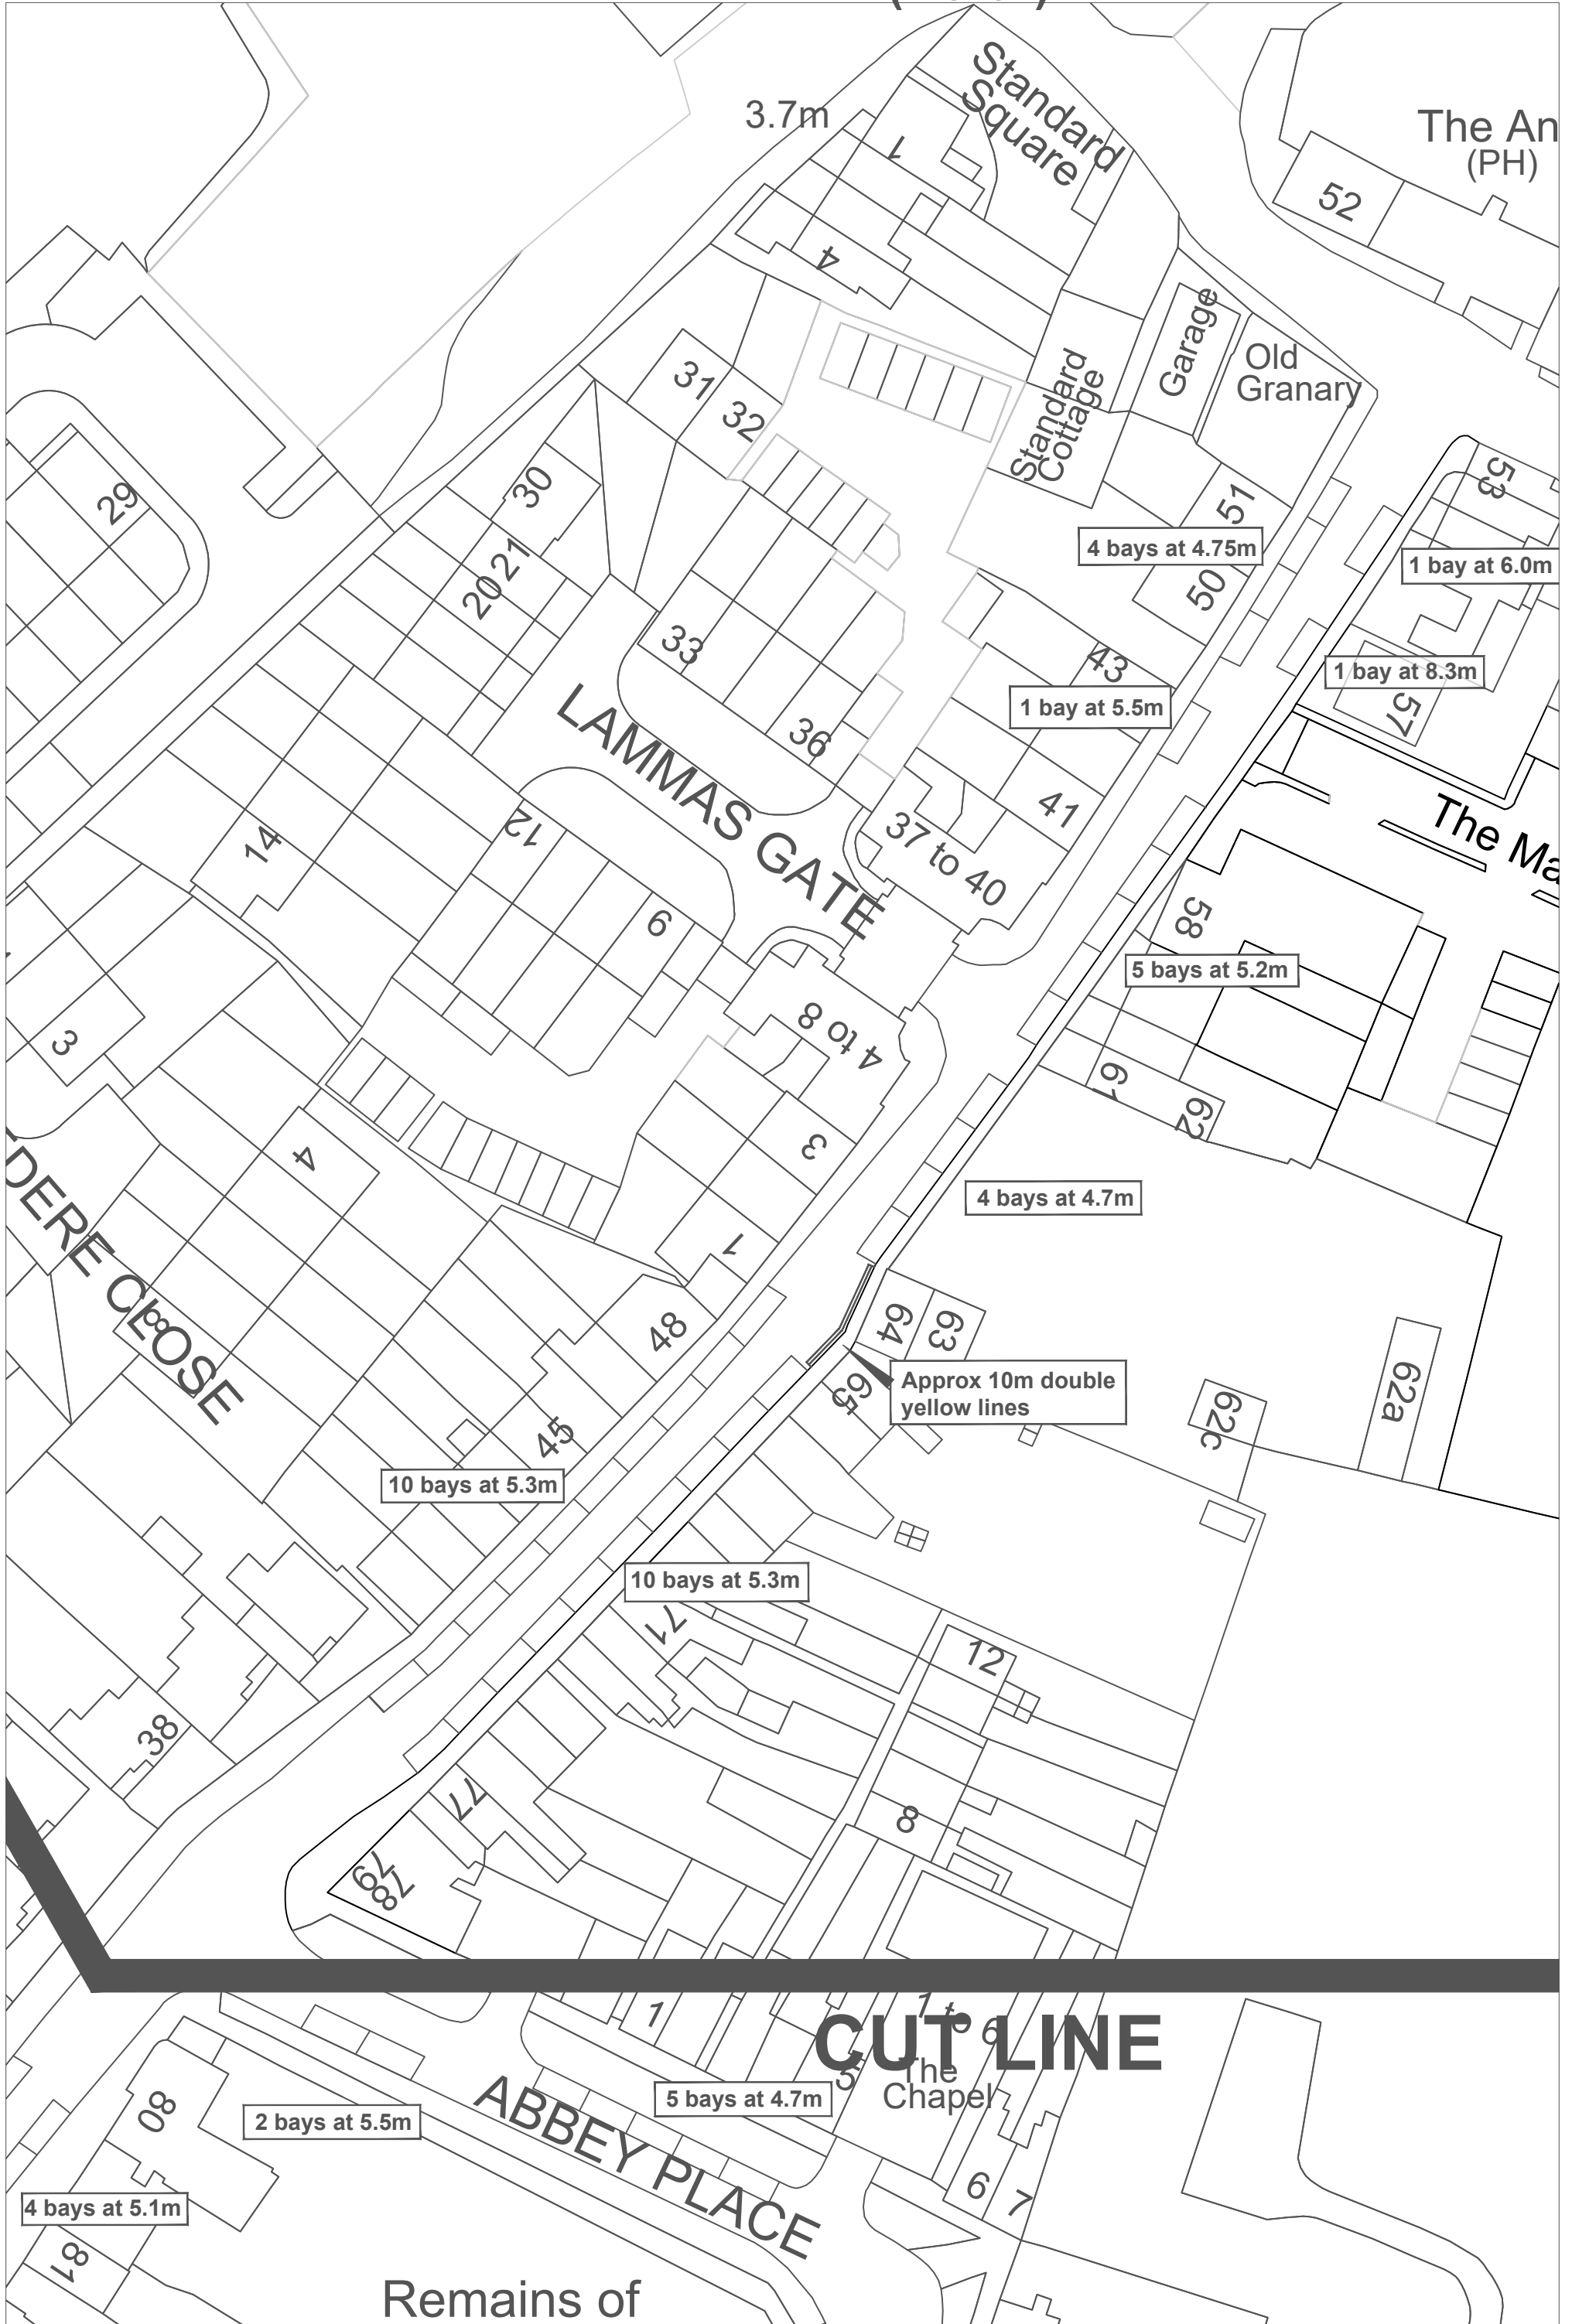 3.7m
Standard
Square
1
The An
(PH)
52
4
Garage
Old
Granary
Standard
Cottage
31
32
30
29
21
20
51
53
4 bays at 4.75m
1 bay at 6.0m
50
33
43
1 bay at 8.3m
1 bay at 5.5m
57
36
LAMMAS GATE
12
14
41
37 to 40
The Ma
58
9
5 bays at 5.2m
3
4 to 8
61
62
3
4
4 bays at 4.7m
1
DERE CLOSE
8
48
64
63
65
Approx 10m double
yellow lines
62c
62a
45
10 bays at 5.3m
10 bays at 5.3m
71
12
38
77
8
79
78
1
1 to 6
CUT LINE
The
Chapel
5
5 bays at 4.7m
ABBEY PLACE
80
2 bays at 5.5m
6
7
4 bays at 5.1m
81
Remains of